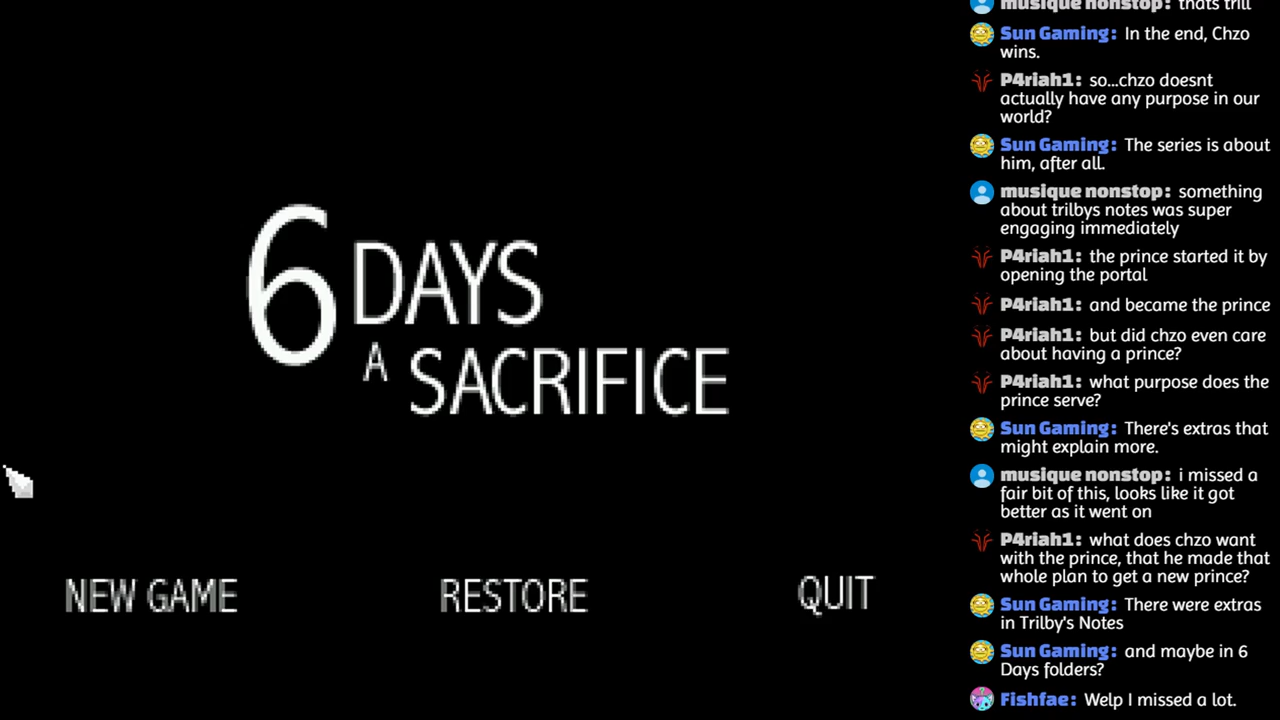 6 DAYS
A SACRIFICE
NEW GAME
RESTORE
QUIT
musique nonstop: thats trill
Sun Gaming: In the end, Chzo
wins.
P4riah1: so...chzo doesnt
actually have any purpose in our
world?
Sun Gaming: The series is about
him, after all.
musique nonstop: something
about trilbys notes was super
engaging immediately
P4riah1: the prince started it by
opening the portal
P4riah1: and became the prince
P4riah1: but did chzo even care
about having a prince?
P4riah1: what purpose does the
prince serve?
Sun Gaming: There's extras that
might explain more.
musique nonstop: i missed a
fair bit of this, looks like it got
better as it went on
P4riah1: what does chzo want
with the prince, that he made that
whole plan to get a new prince?
Sun Gaming: There were extras
in Trilby's Notes
Sun Gaming: and maybe in 6
Days folders?
Fishfae: Welp I missed a lot.